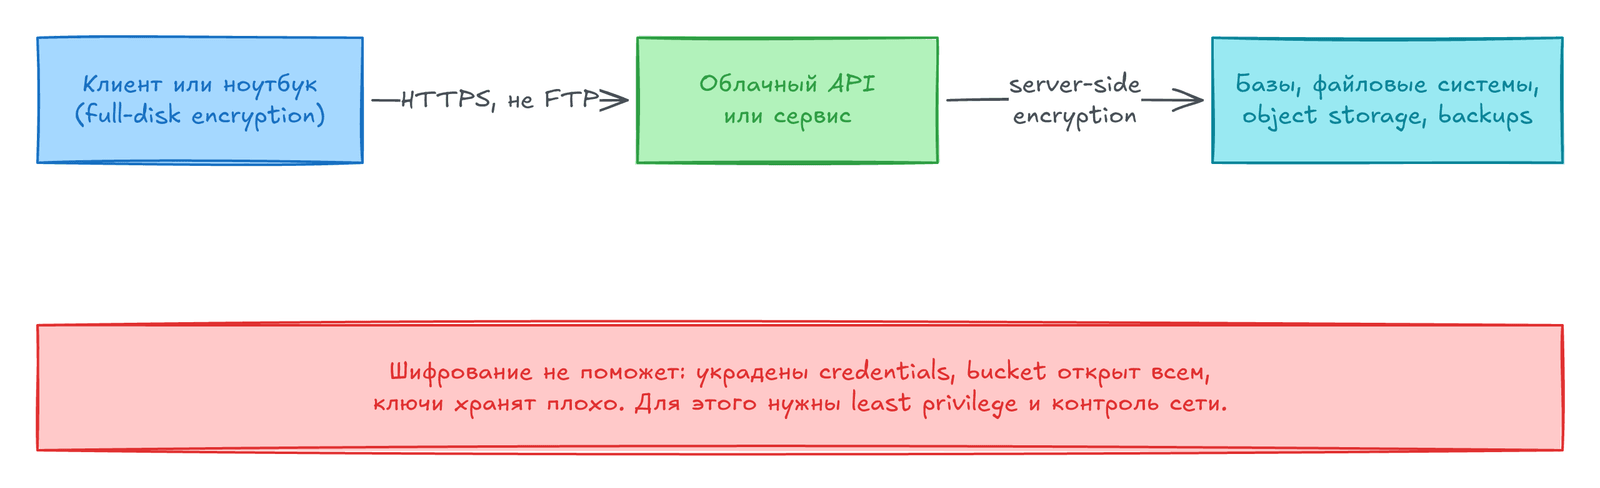 Клиент или ноутбук
(full-disk encryption)
HTTPS, не FTP
Облачный API
или сервис
server-side
encryption
Базы, файловые системы,
object storage, backups
Шифрование не поможет: украдены credentials, bucket открыт всем,
ключи хранят плохо. Для этого нужны least privilege и контроль сети.